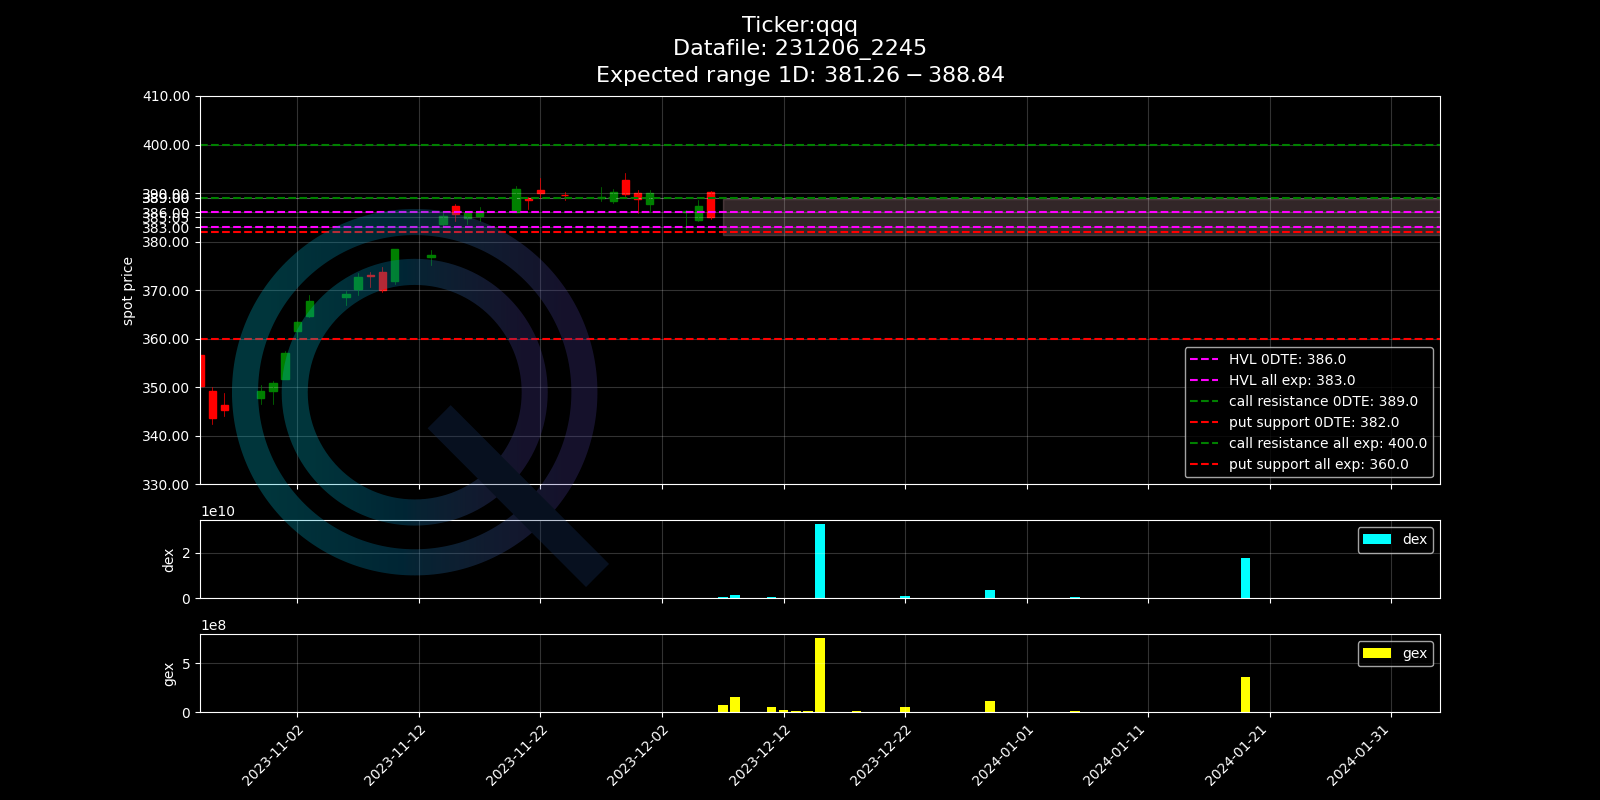 Ticker:qqq
Datafile: 231206_2245
Expected range 1D: 381.26 − 388.84
410.00
400.00
390.00
389.00
386.00
383.00
380.00
370.00
360.00
350.00
340.00
330.00
spot price
HVL 0DTE: 386.0
HVL all exp: 383.0
call resistance 0DTE: 389.0
put support 0DTE: 382.0
call resistance all exp: 400.0
put support all exp: 360.0
1e10
2
0
dex
dex
1e8
5
0
gex
gex
2023-11-02
2023-11-12
2023-11-22
2023-12-02
2023-12-12
2023-12-22
2024-01-01
2024-01-11
2024-01-21
2024-01-31